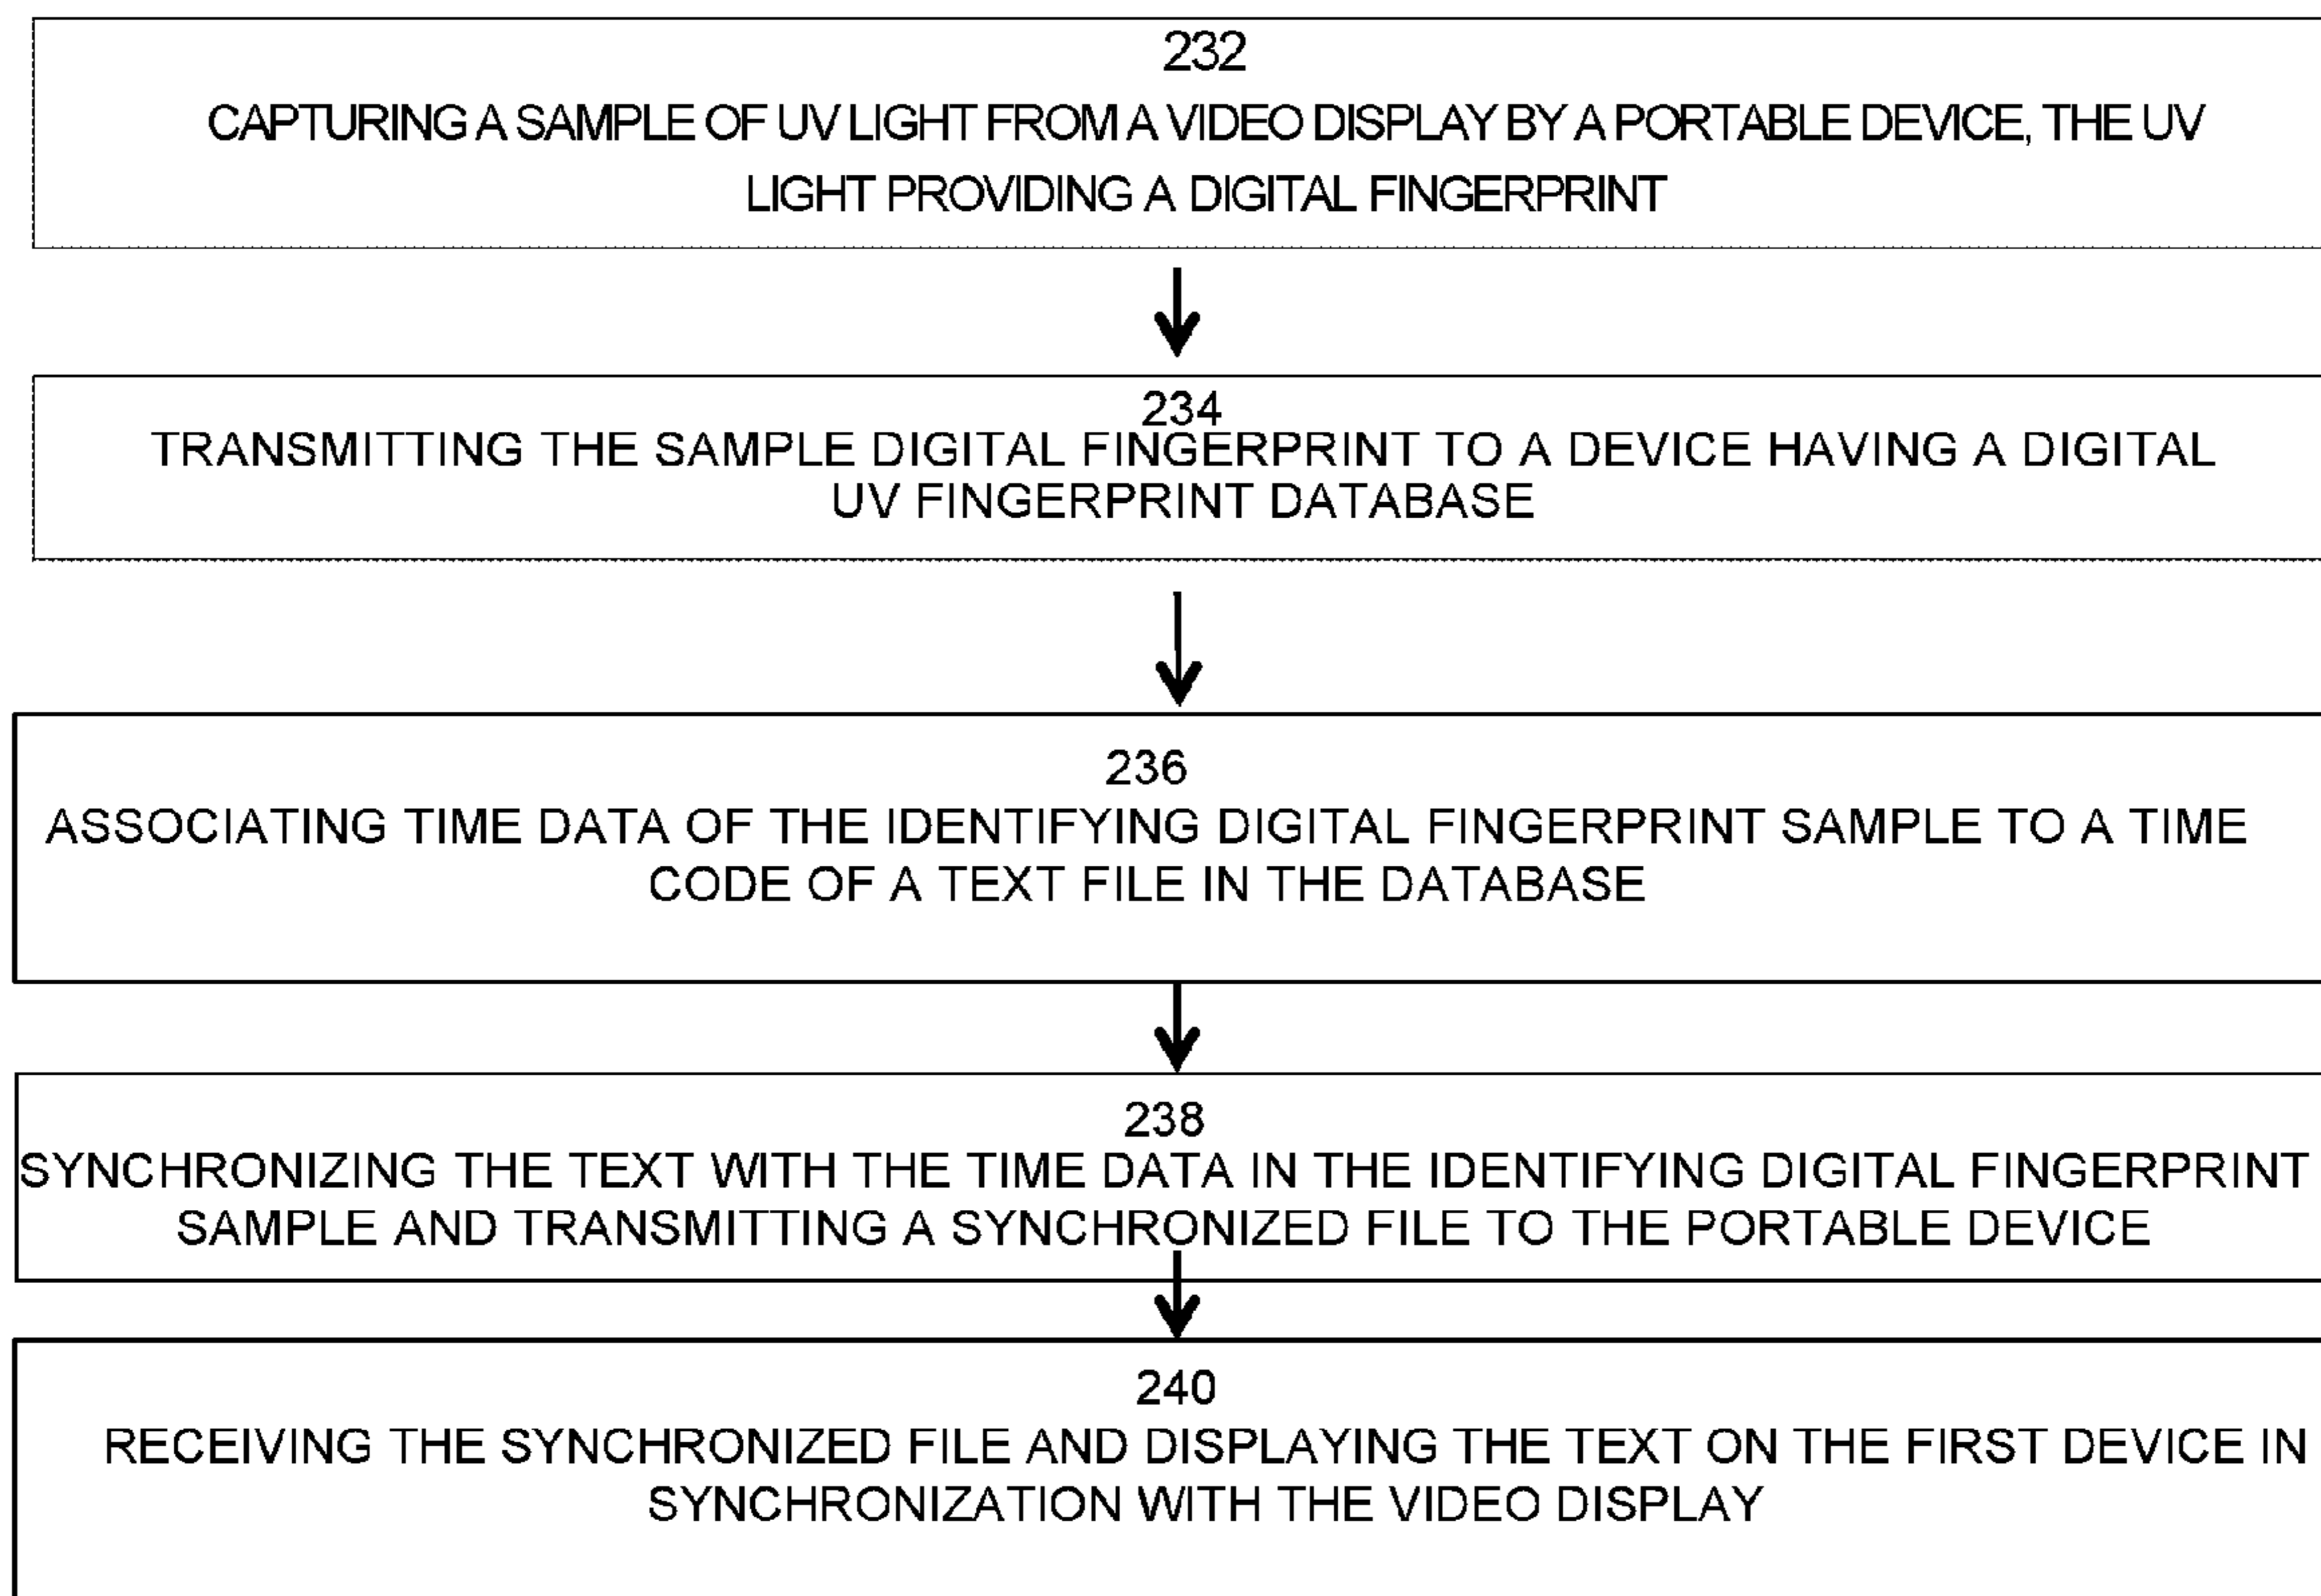 232
CAPTURING A SAMPLE OF UV LIGHT FROM A VIDEO DISPLAY BY A PORTABLE DEVICE, THE UV
LIGHT PROVIDING A DIGITAL FINGERPRINT
234
TRANSMITTING THE SAMPLE DIGITAL FINGERPRINT TO A DEVICE HAVING A DIGITAL
UV FINGERPRINT DATABASE
236
ASSOCIATING TIME DATA OF THE IDENTIFYING DIGITAL FINGERPRINT SAMPLE TO A TIME
CODE OF A TEXT FILE IN THE DATABASE
238
SYNCHRONIZING THE TEXT WITH THE TIME DATA IN THE IDENTIFYING DIGITAL FINGERPRINT
SAMPLE AND TRANSMITTING A SYNCHRONIZED FILE TO THE PORTABLE DEVICE
240
RECEIVING THE SYNCHRONIZED FILE AND DISPLAYING THE TEXT ON THE FIRST DEVICE IN
SYNCHRONIZATION WITH THE VIDEO DISPLAY